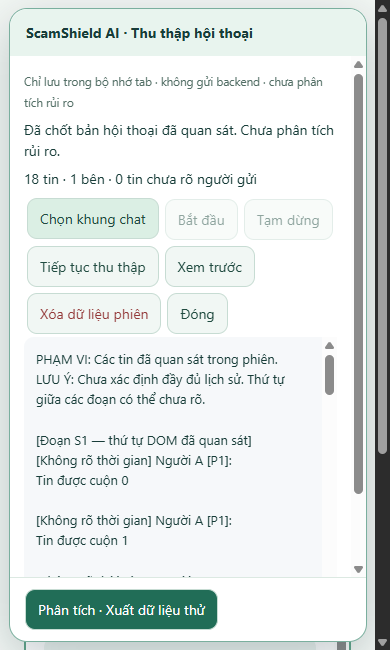 ScamShield AI · Thu thập hội thoại
Chỉ lưu trong bộ nhớ tab · không gửi backend · chưa phân
tích rủi ro
Đã chốt bản hội thoại đã quan sát. Chưa phân tích
rủi ro.
18 tin · 1 bên · 0 tin chưa rõ người gửi
Chọn khung chat
Bắt đầu
Tạm dừng
Tiếp tục thu thập
Xem trước
Xóa dữ liệu phiên
Đóng
PHẠM VI: Các tin đã quan sát trong phiên.
LƯU Ý: Chưa xác định đầy đủ lịch sử. Thứ tự
giữa các đoạn có thể chưa rõ.
[Đoạn S1 — thứ tự DOM đã quan sát]
[Không rõ thời gian] Người A [P1]:
Tin được cuộn 0
[Không rõ thời gian] Người A [P1]:
Tin được cuộn 1
Phân tích · Xuất dữ liệu thử